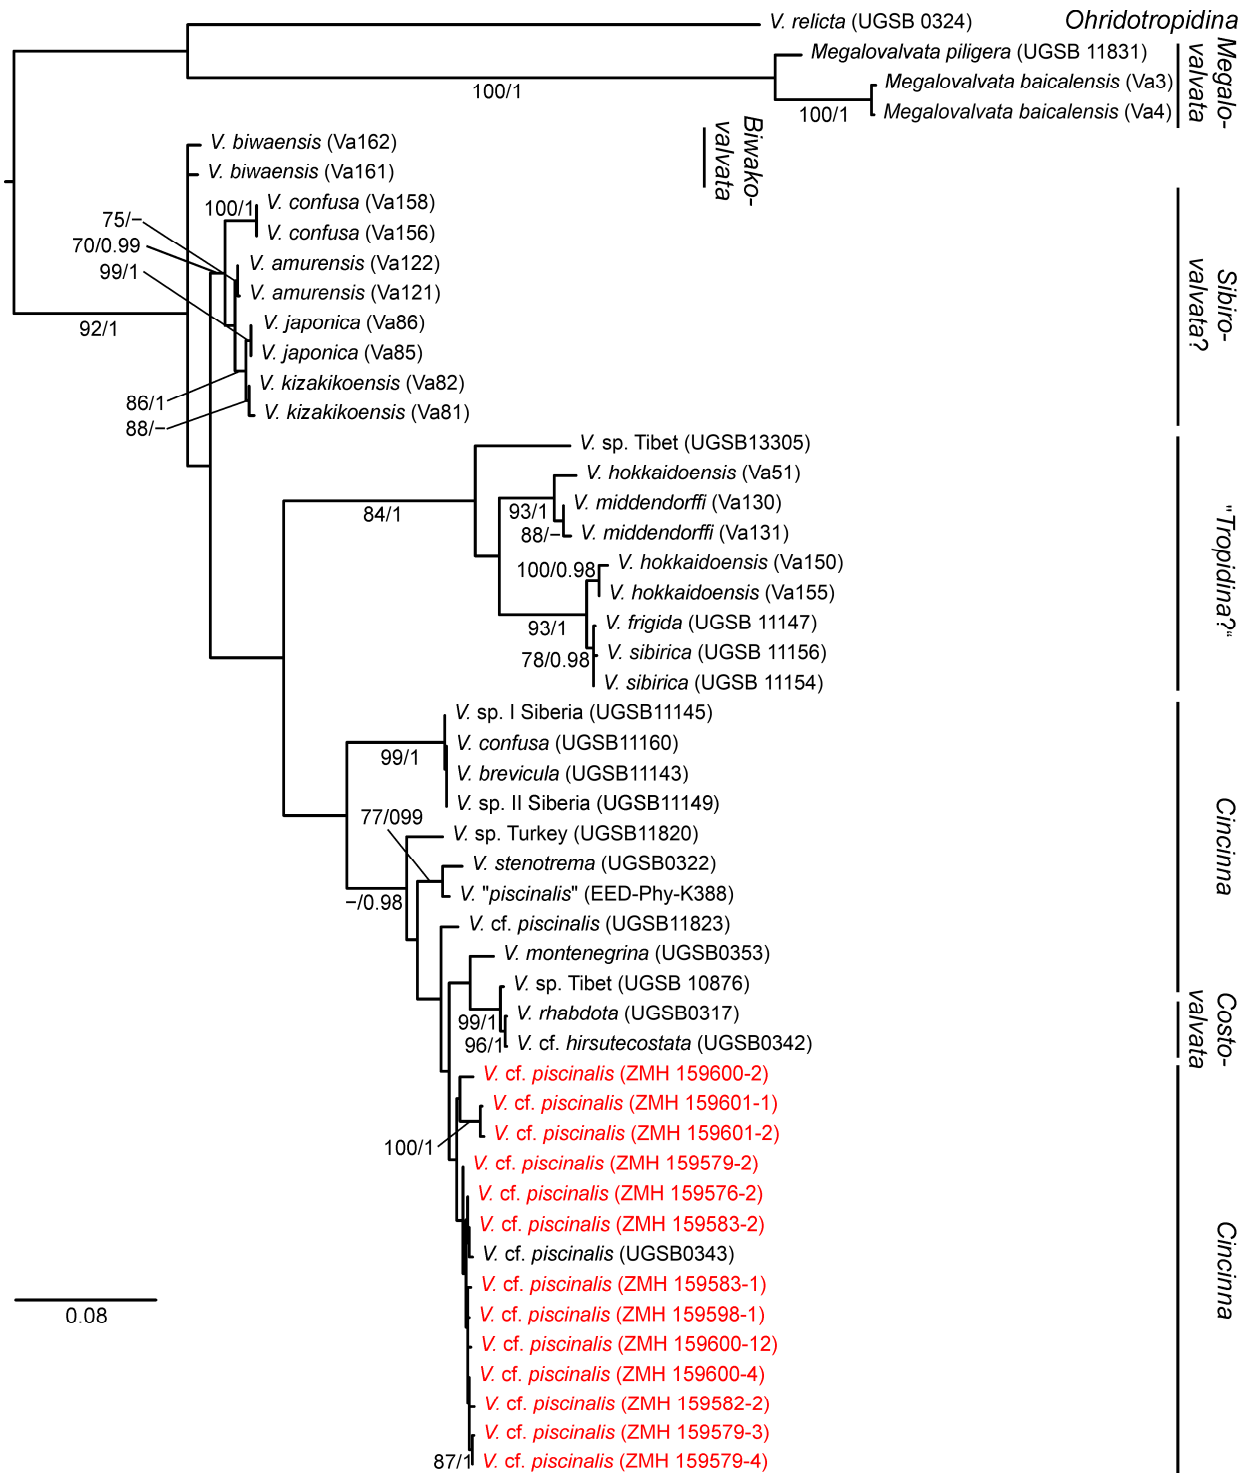 V. relicta (UGSB 0324)
Ohridotropidina
Megalovalvata piligera (UGSB 11831)
Megalovalvata baicalensis (Va3)
100/1
100/1
Megalovalvata baicalensis (Va4)
Megalo-
valvata
V. biwaensis (Va162)
V. biwaensis (Va161)
Biwako-
valvata
100/1
V. confusa (Va158)
75/−
V. confusa (Va156)
70/0.99
V. amurensis (Va122)
99/1
V. amurensis (Va121)
92/1
V. japonica (Va86)
V. japonica (Va85)
V. kizakikoensis (Va82)
86/1
V. kizakikoensis (Va81)
88/−
Sibiro-
valvata?
V. sp. Tibet (UGSB13305)
V. hokkaidoensis (Va51)
84/1
93/1
V. middendorffi (Va130)
88/−
V. middendorffi (Va131)
100/0.98
V. hokkaidoensis (Va150)
V. hokkaidoensis (Va155)
93/1
V. frigida (UGSB 11147)
78/0.98
V. sibirica (UGSB 11156)
V. sibirica (UGSB 11154)
"Tropidina?“
V. sp. I Siberia (UGSB11145)
99/1
V. confusa (UGSB11160)
V. brevicula (UGSB11143)
V. sp. II Siberia (UGSB11149)
77/099
V. sp. Turkey (UGSB11820)
V. stenotrema (UGSB0322)
−/0.98
V. "piscinalis" (EED-Phy-K388)
V. cf. piscinalis (UGSB11823)
V. montenegrina (UGSB0353)
Cincinna
V. sp. Tibet (UGSB 10876)
99/1
V. rhabdota (UGSB0317)
96/1
V. cf. hirsutecostata (UGSB0342)
Costo-
valvata
V. cf. piscinalis (ZMH 159600-2)
V. cf. piscinalis (ZMH 159601-1)
100/1
V. cf. piscinalis (ZMH 159601-2)
V. cf. piscinalis (ZMH 159579-2)
V. cf. piscinalis (ZMH 159576-2)
V. cf. piscinalis (ZMH 159583-2)
V. cf. piscinalis (UGSB0343)
V. cf. piscinalis (ZMH 159583-1)
V. cf. piscinalis (ZMH 159598-1)
V. cf. piscinalis (ZMH 159600-12)
V. cf. piscinalis (ZMH 159600-4)
V. cf. piscinalis (ZMH 159582-2)
V. cf. piscinalis (ZMH 159579-3)
87/1
V. cf. piscinalis (ZMH 159579-4)
Cincinna
0.08